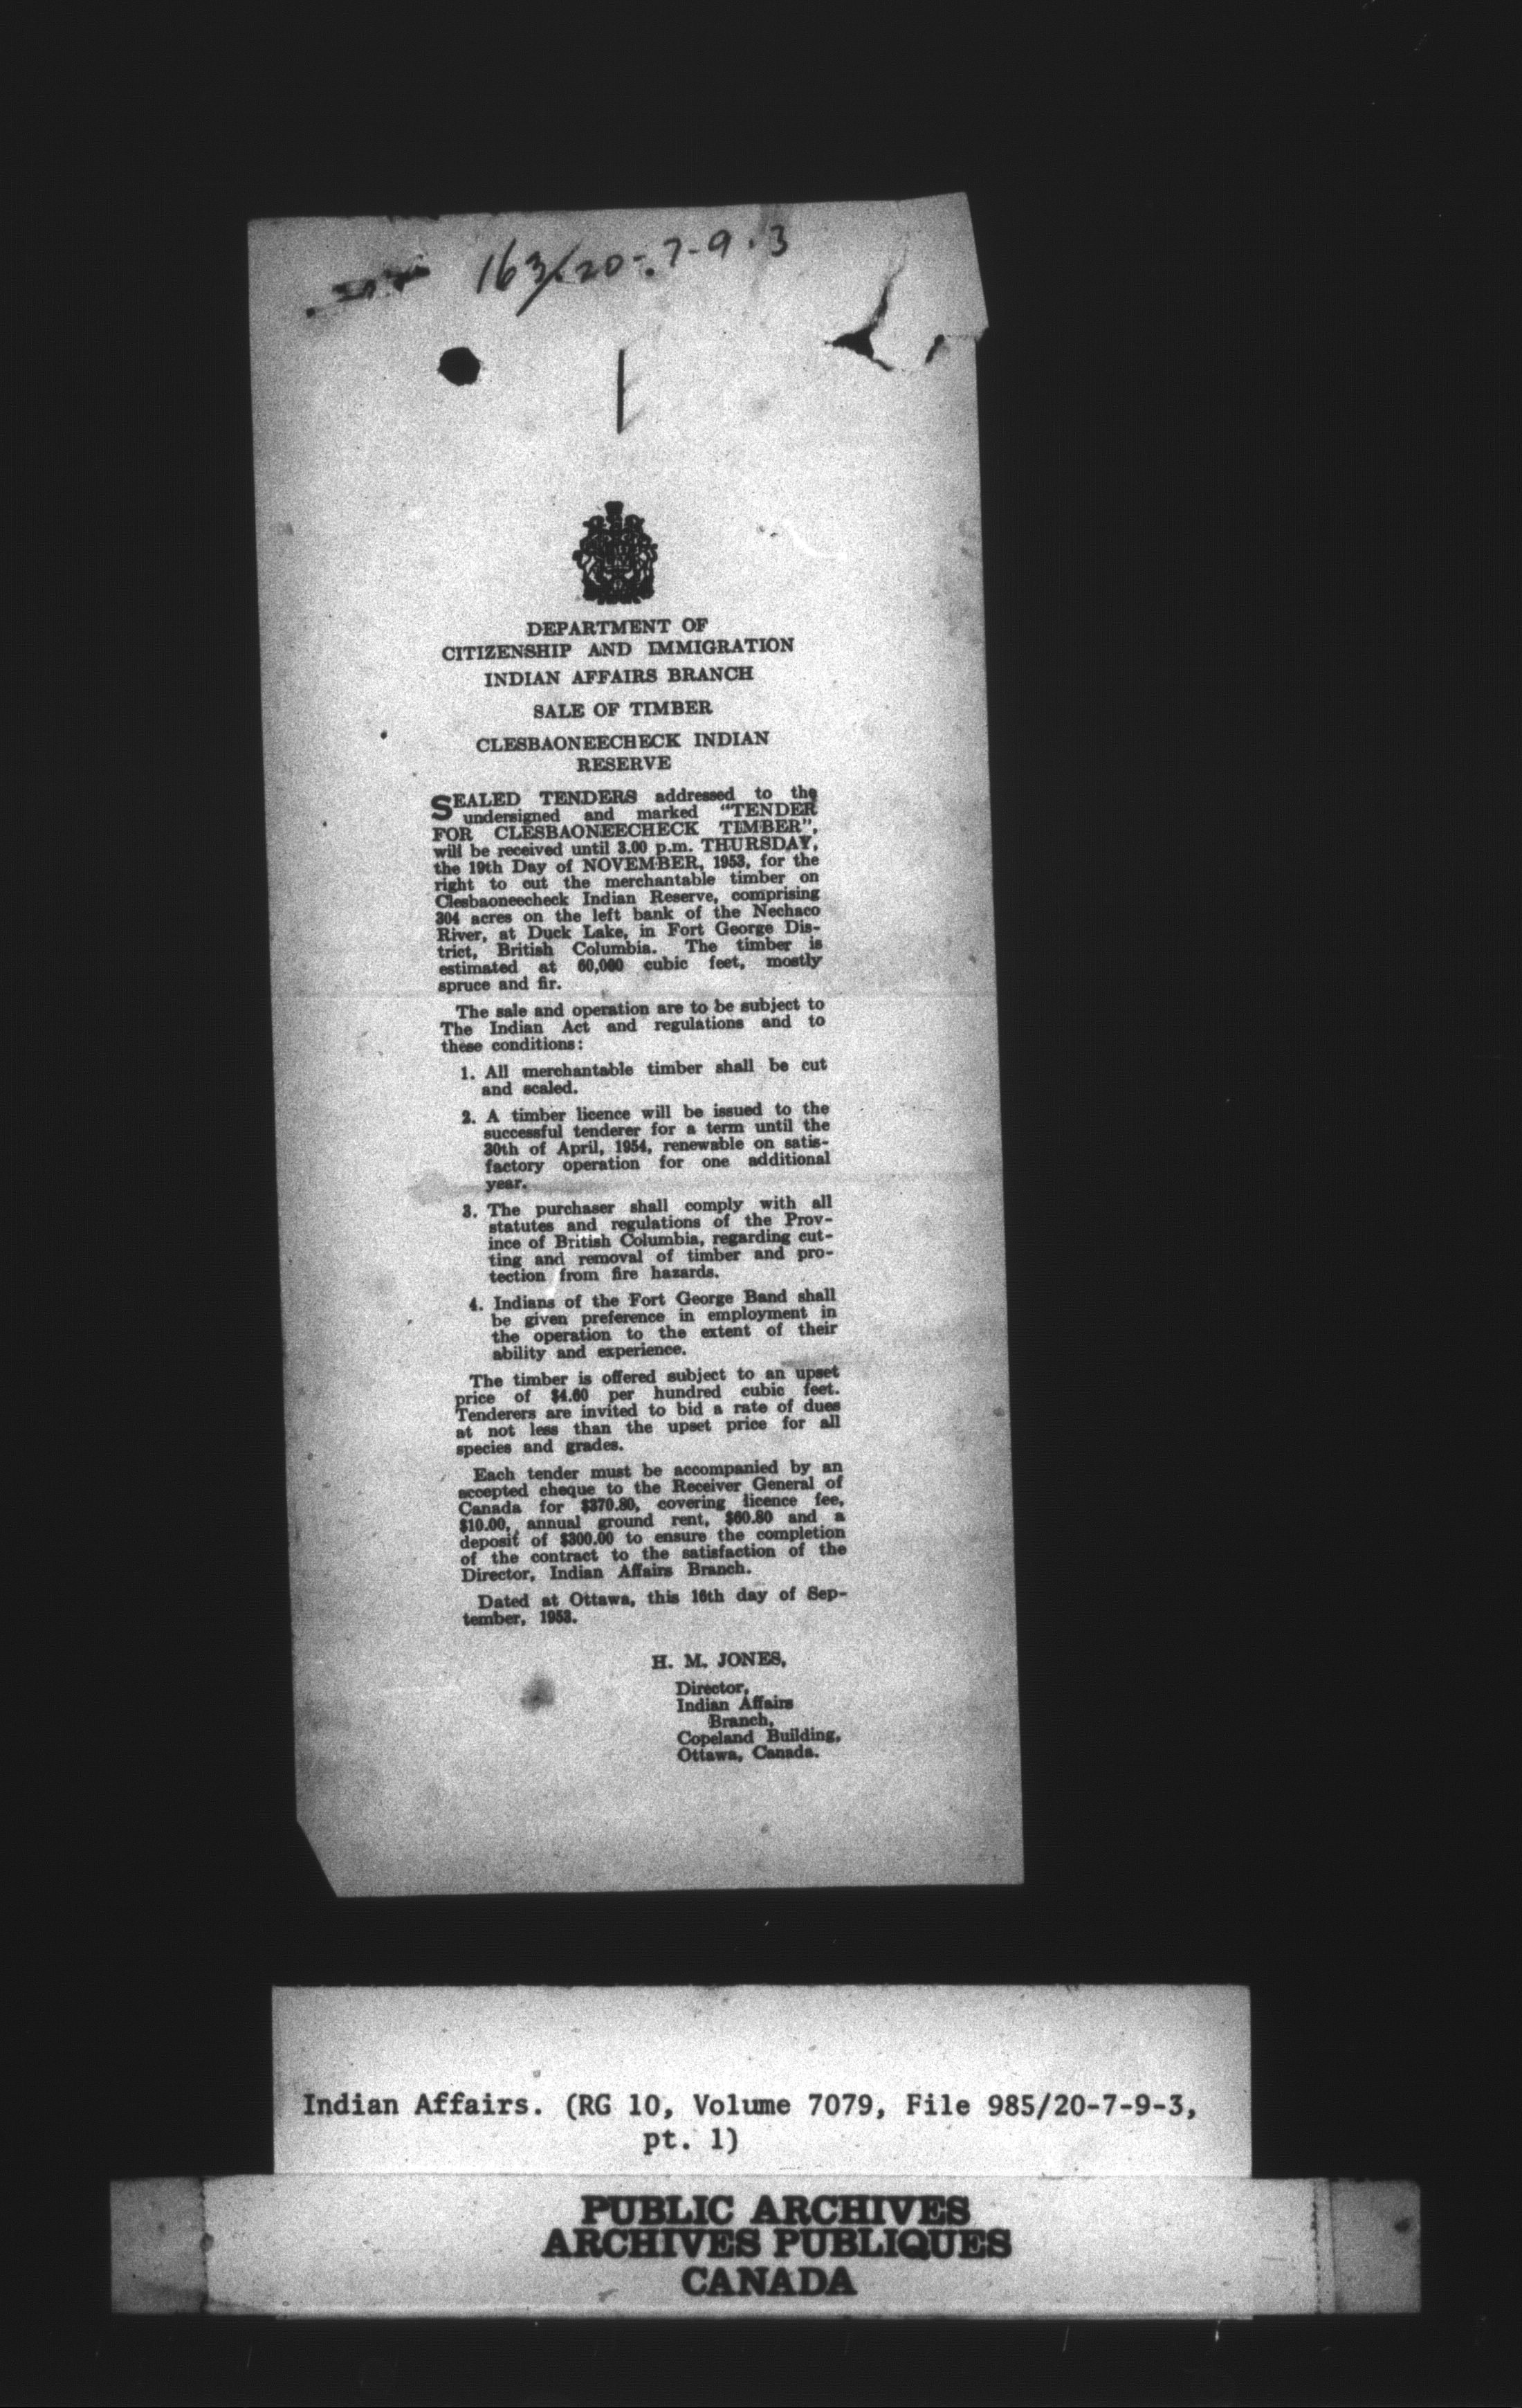 163/20-7-9-3
DEPARTMENT OF
CITIZENSHIP AND IMMIGRATION
INDIAN AFFAIRS BRANCH
SALE OF TIMBER
CLESBAONEECHECK INDIAN
RESERVE
SEALED TENDERS addressed to the
undersigned and marked "TENDER
FOR CLESBAONEECHECK TIMBER",
will be received until 3.00 p.m. THURSDAY,
the 19th Day of NOVEMBER, 1953, for the
right to cut the merchantable timber on
Clesbaoneecheck Indian Reserve, comprising
304 acres on the left bank of the Nechaco
River, at Duck Lake, in Fort George Dis-
trict, British Columbia. The timber is
estimated at 60,000 cubic feet, mostly
spruce and fir.
The sale and operation are to be subject to
The Indian Act and regulations and to
these conditions:
1. All merchantable timber shall be cut
and scaled.
2. A timber licence will be issued to the
successful tenderer for a term until the
30th of April, 1954, renewable on satis-
factory operation for one additional
year.
3. The purchaser shall comply with all
statutes and regulations of the Prov-
ince of British Columbia, regarding cut-
ting and removal of timber and pro-
tection from fire hazards.
4. Indians of the Fort George Band shall
be given preference in employment in
the operation to the extent of their
ability and experience.
The timber is offered subject to an upset
price of $4.60 per hundred cubic feet.
Tenderers are invited to bid a rate of dues
at not less than the upset price for all
species and grades.
Each tender must be accompanied by an
accepted cheque to the Receiver General of
Canada for $370.80, covering licence fee,
$10.00, annual ground rent, $60.80 and a
deposit of $300.00 to ensure the completion
of the contract to the satisfaction of the
Director, Indian Affairs Branch.
Dated at Ottawa, this 16th day of Sep-
tember, 1953.
H. M. JONES,
Director,
Indian Affairs
Branch,
Copeland Building,
Ottawa, Canada.
Indian Affairs. (RG 10, Volume 7079, File 985/20-7-9-3,
pt. 1)
PUBLIC ARCHIVES
ARCHIVES PUBLIQUES
CANADA